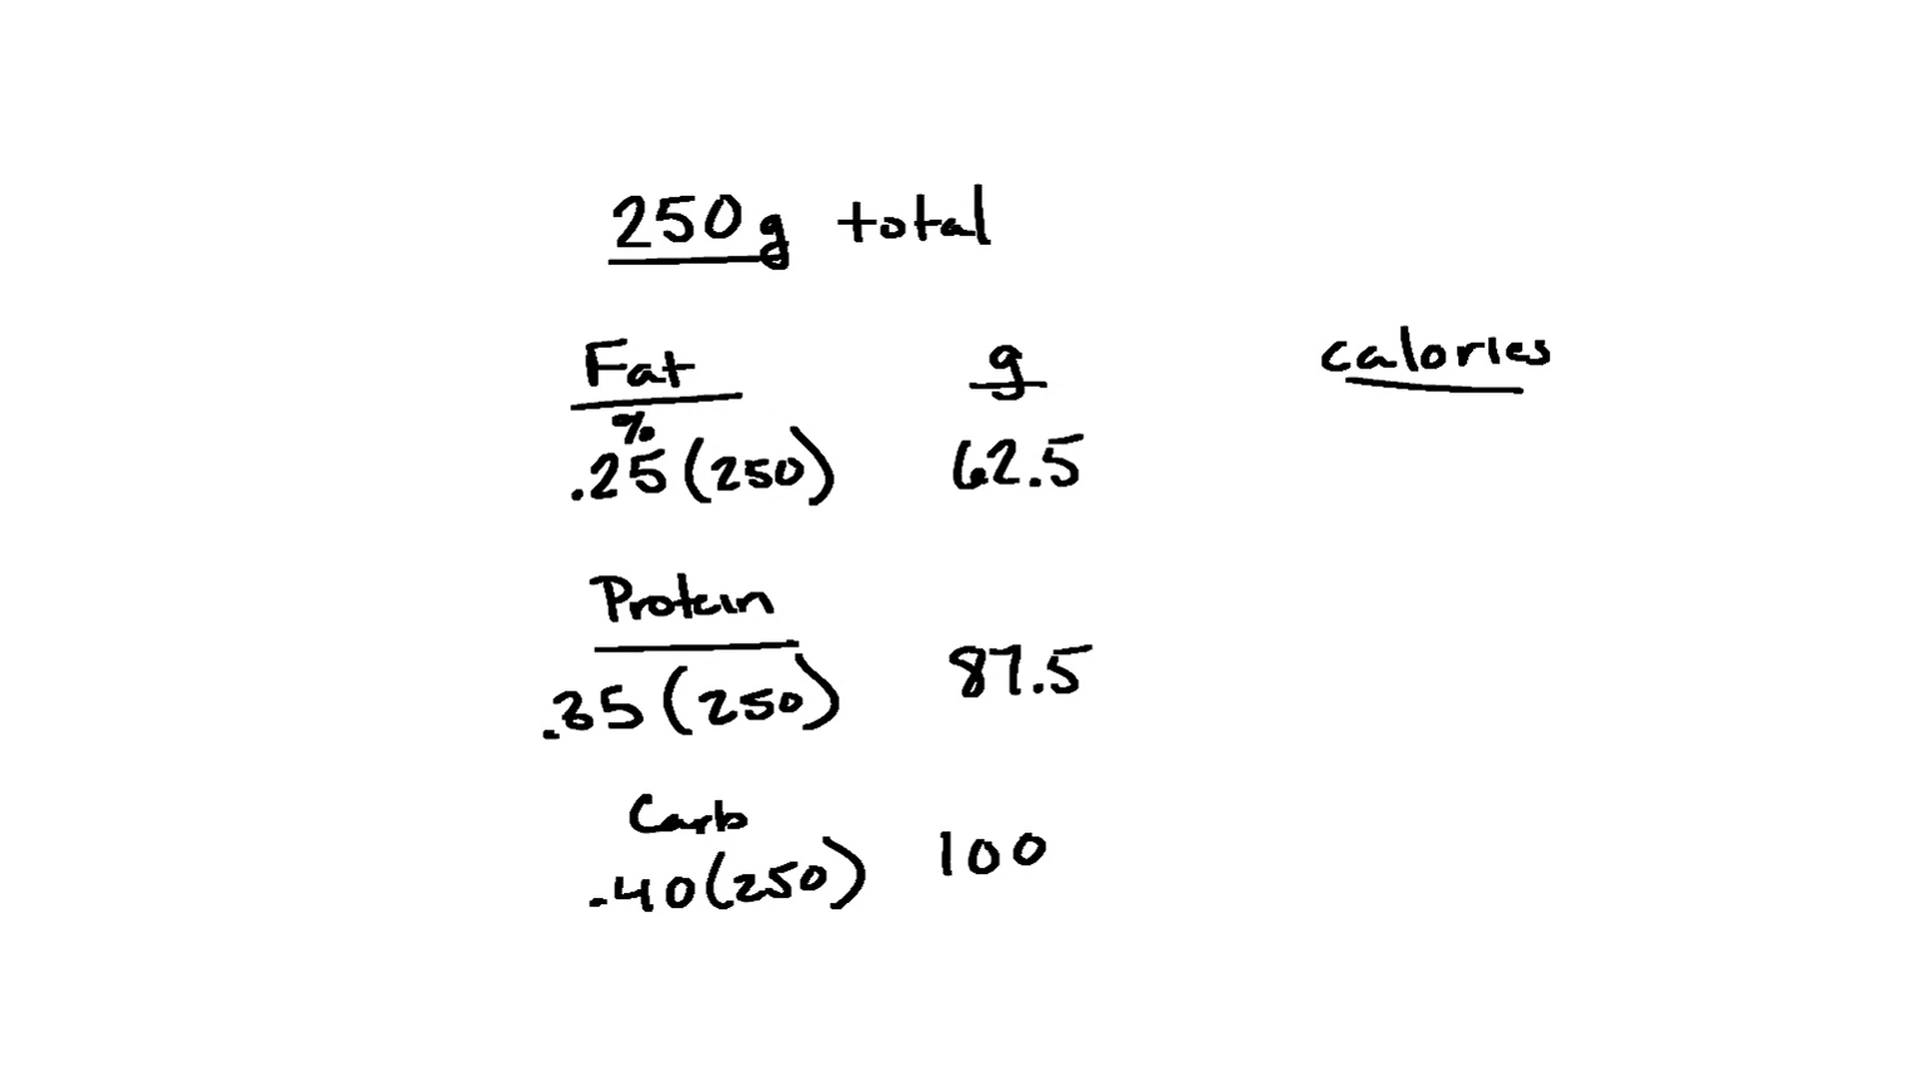 250g total
Fat g calories
%
.25(250) 62.5
Protein
.35(250) 87.5
Carb
.40(250) 100